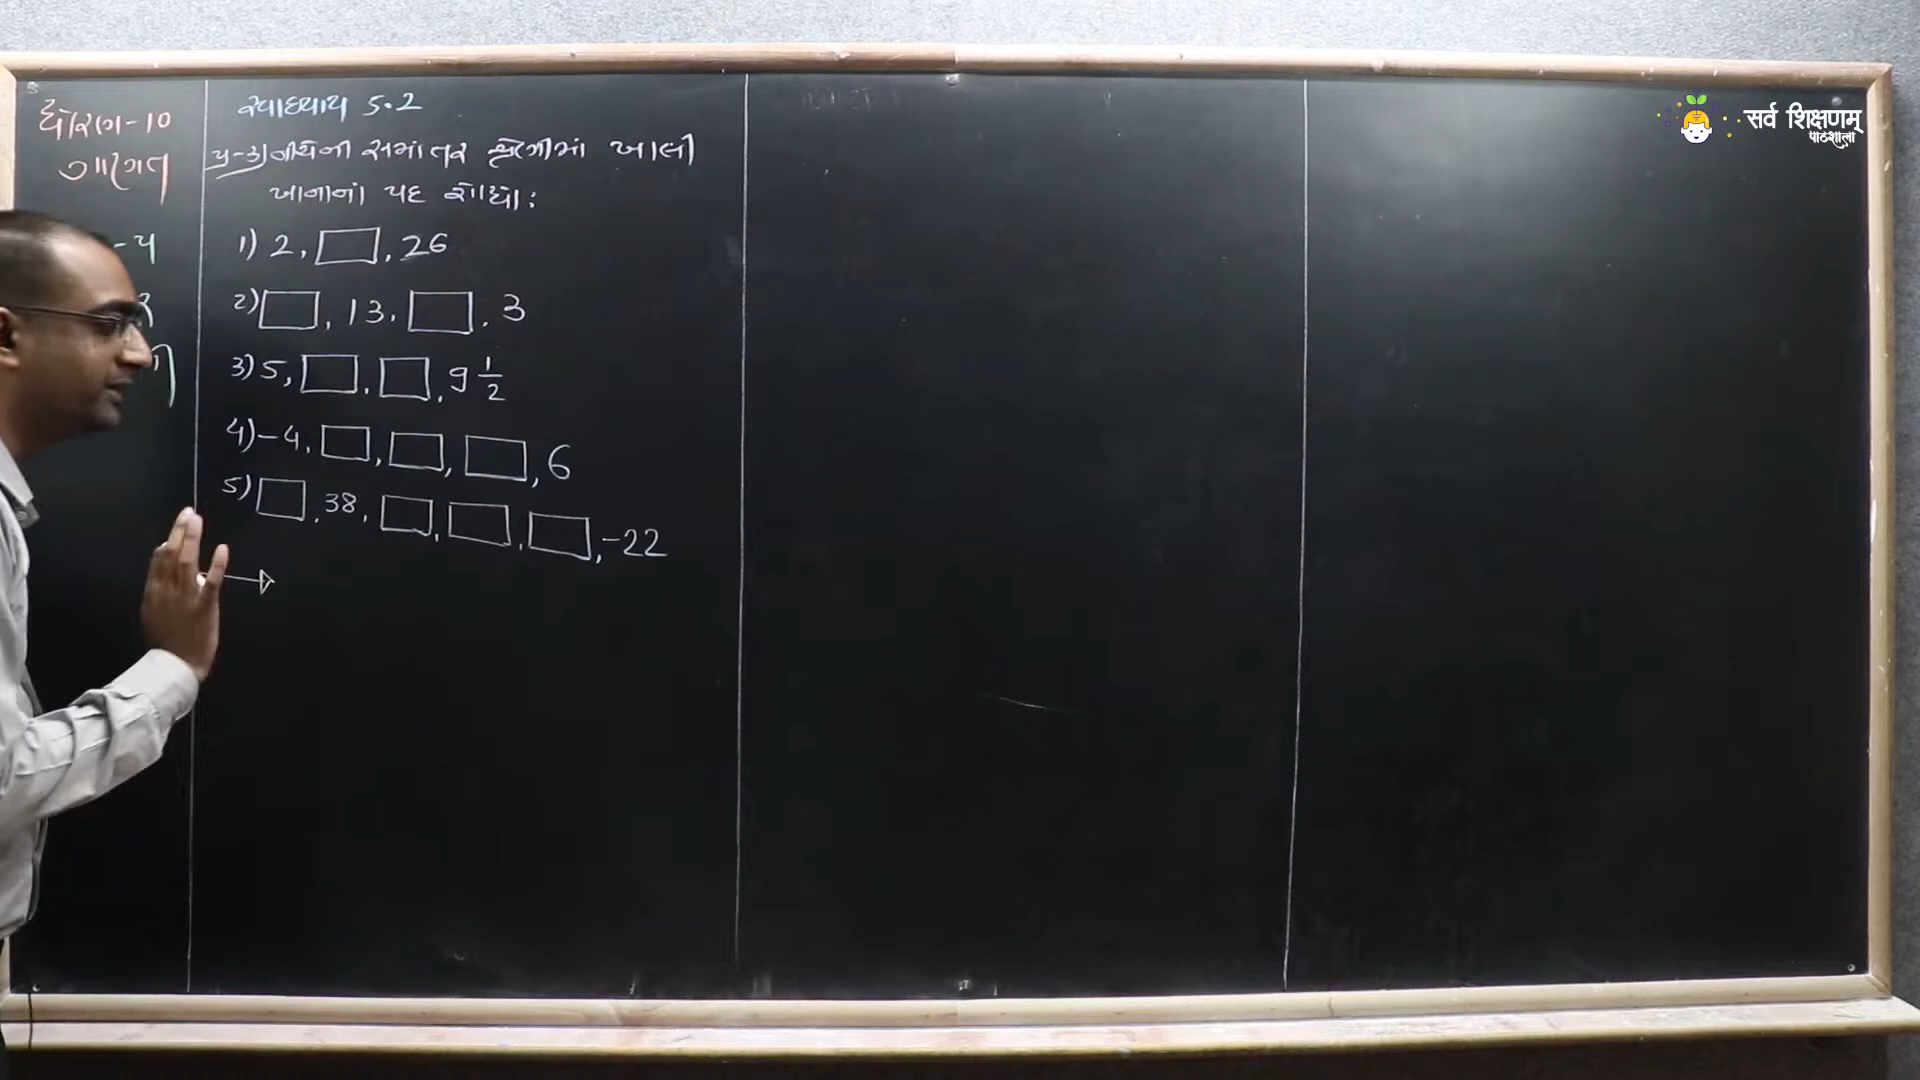 ધોરણ-10
ગણિત
-૫
સ્વાધ્યાય 5.2
પ્ર-3) નીચેની સમાંતર શ્રેણીમાં ખાલી
ખાનાનાં પદ શોધો:
1) 2, □, 26
2) □, 13, □, 3
3) 5, □, □, 9 1/2
4) -4, □, □, □, 6
5) □, 38, □, □, □, -22
सर्व शिक्षणम्
पाठशाला